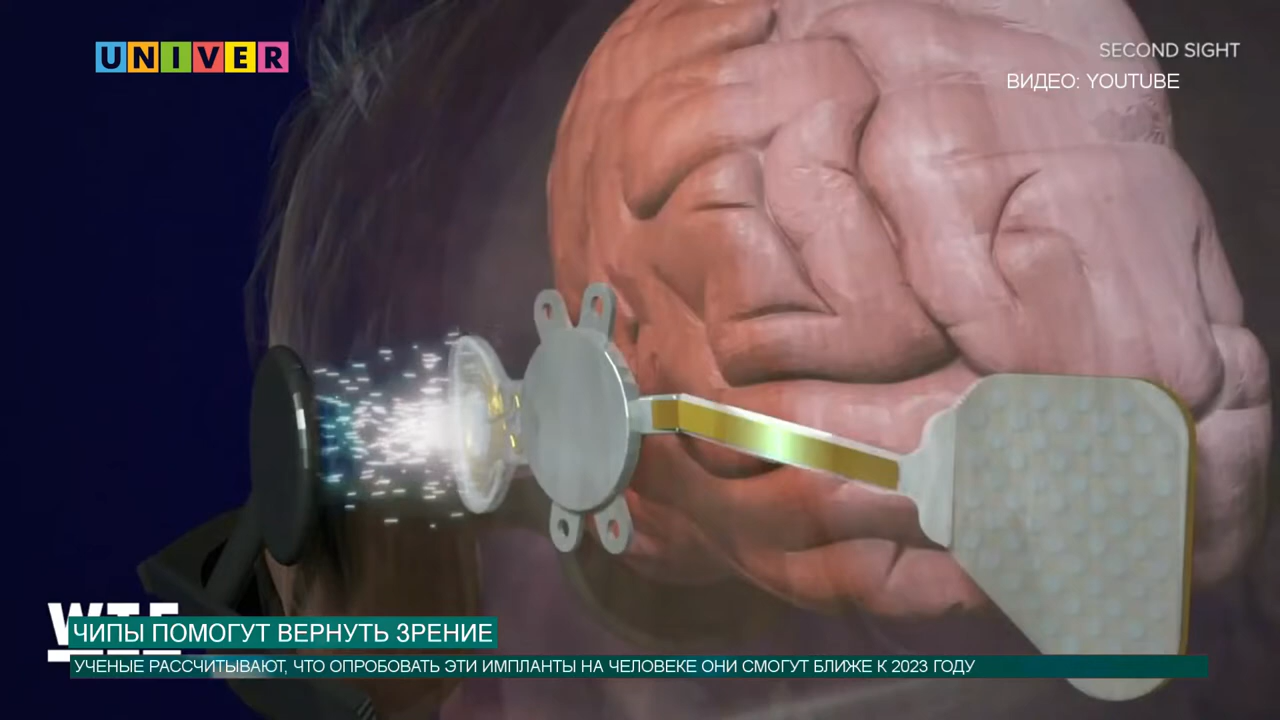 UNIVER
SECOND SIGHT
ВИДЕО: YOUTUBE
ЧИПЫ ПОМОГУТ ВЕРНУТЬ ЗРЕНИЕ
УЧЕНЫЕ РАССЧИТЫВАЮТ, ЧТО ОПРОБОВАТЬ ЭТИ ИМПЛАНТЫ НА ЧЕЛОВЕКЕ ОНИ СМОГУТ БЛИЖЕ К 2023 ГОДУ